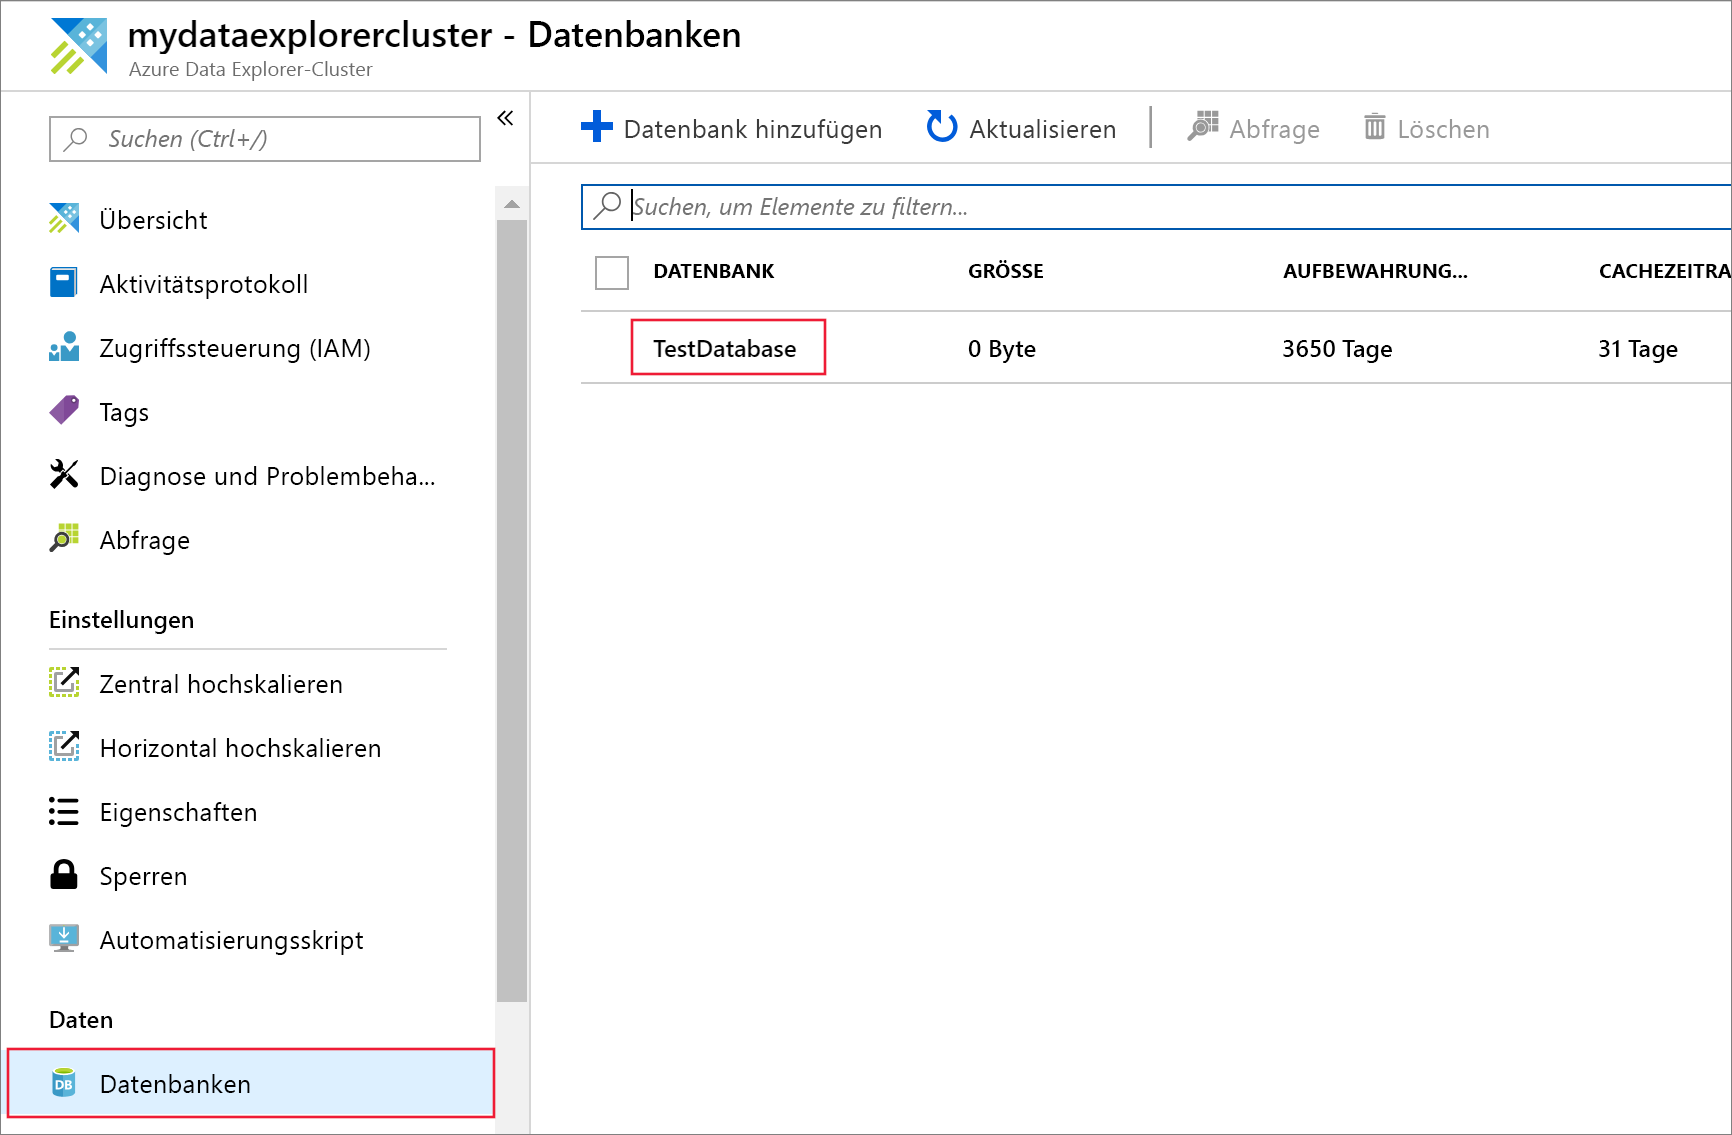 mydataexplorercluster - Datenbanken
Azure Data Explorer-Cluster
Suchen (Ctrl+/)
«
Übersicht
Aktivitätsprotokoll
Zugriffssteuerung (IAM)
Tags
Diagnose und Problembeha...
Abfrage
Einstellungen
Zentral hochskalieren
Horizontal hochskalieren
Eigenschaften
Sperren
Automatisierungsskript
Daten
DB Datenbanken
Datenbank hinzufügen Aktualisieren Abfrage Löschen
Suchen, um Elemente zu filtern...
DATENBANK GRÖSSE AUFBEWAHRUNG... CACHEZEITRA
TestDatabase 0 Byte 3650 Tage 31 Tage